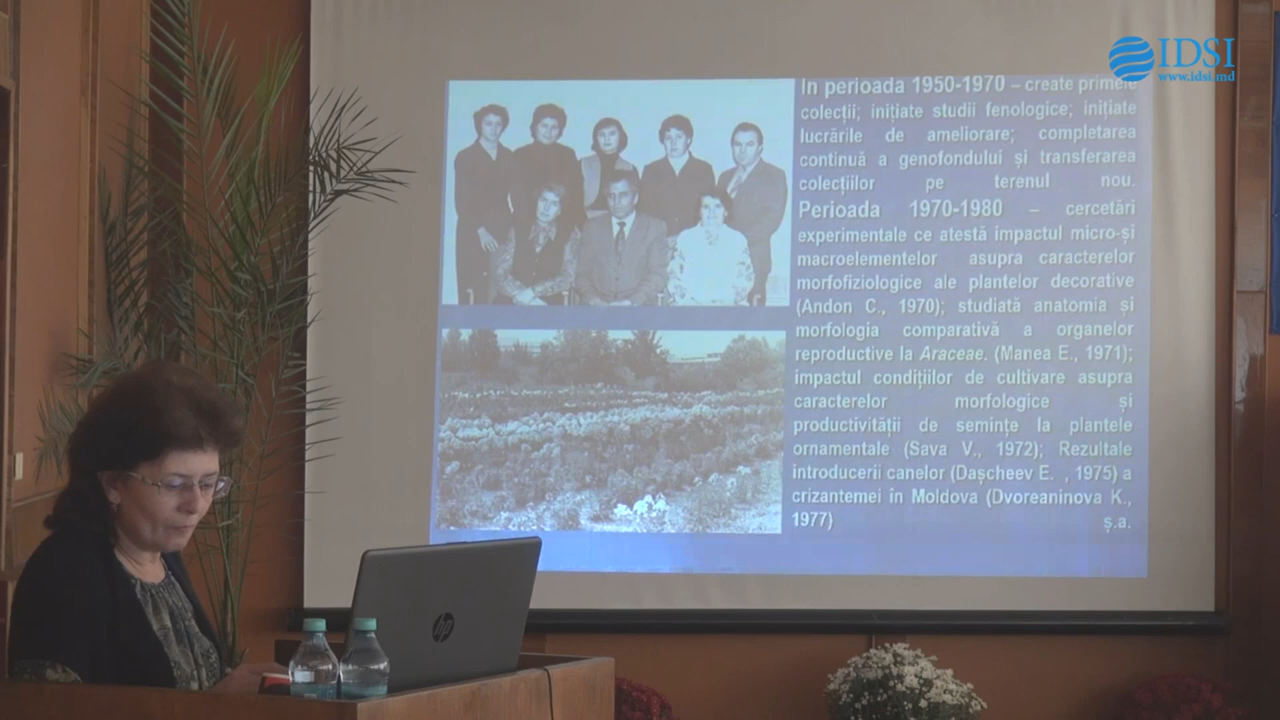 IDSI
www.idsi.md
In perioada 1950-1970 – create primele
colecții; inițiate studii fenologice; inițiate
lucrările de ameliorare; completarea
continuă a genofondului și transferarea
colecțiilor pe terenul nou.
Perioada 1970-1980 – cercetări
experimentale ce atestă impactul micro-și
macroelementelor asupra caracterelor
morfofiziologice ale plantelor decorative
(Andon C., 1970); studiată anatomia și
morfologia comparativă a organelor
reproductive la Araceae. (Manea E., 1971);
impactul condițiilor de cultivare asupra
caracterelor morfologice și
productivității de semințe la plantele
ornamentale (Sava V., 1972); Rezultale
introducerii canelor (Dașcheev E. , 1975) a
crizantemei în Moldova (Dvoreaninova K.,
1977) ș.a.
hp